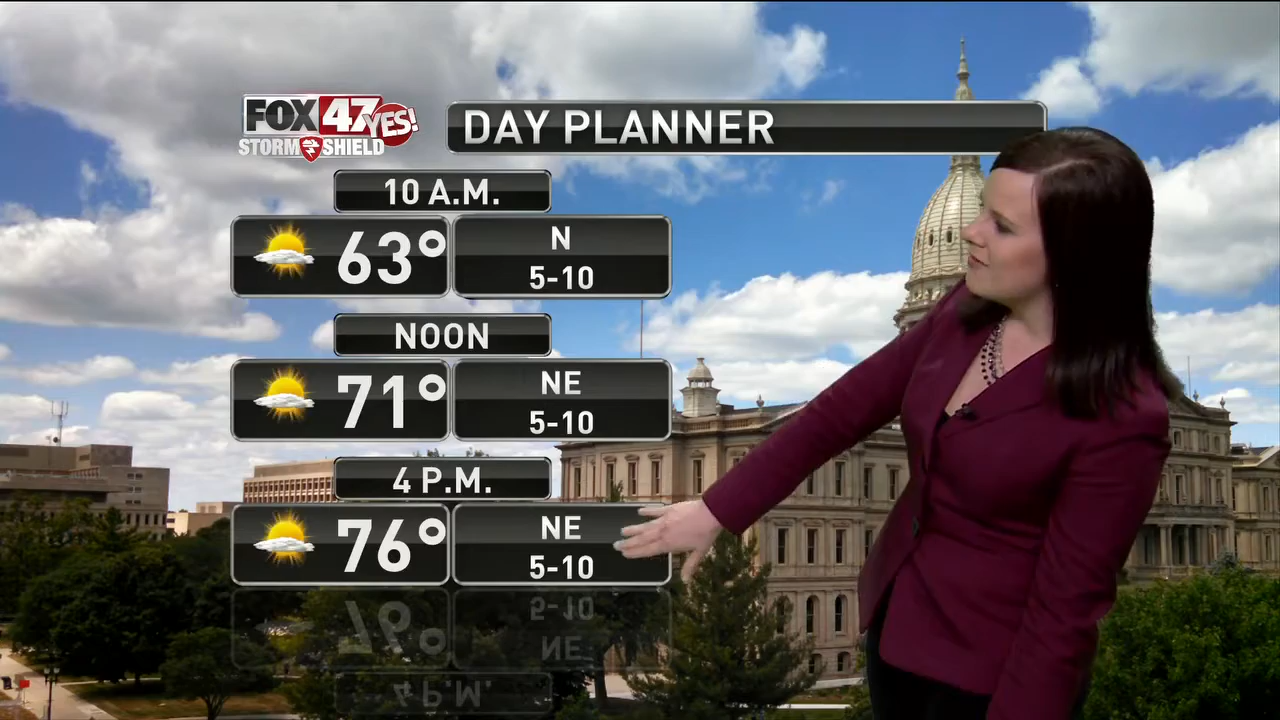 FOX 47 YES!
STORM SHIELD
DAY PLANNER
10 A.M.
63°
N
5-10
NOON
71°
NE
5-10
4 P.M.
76°
NE
5-10